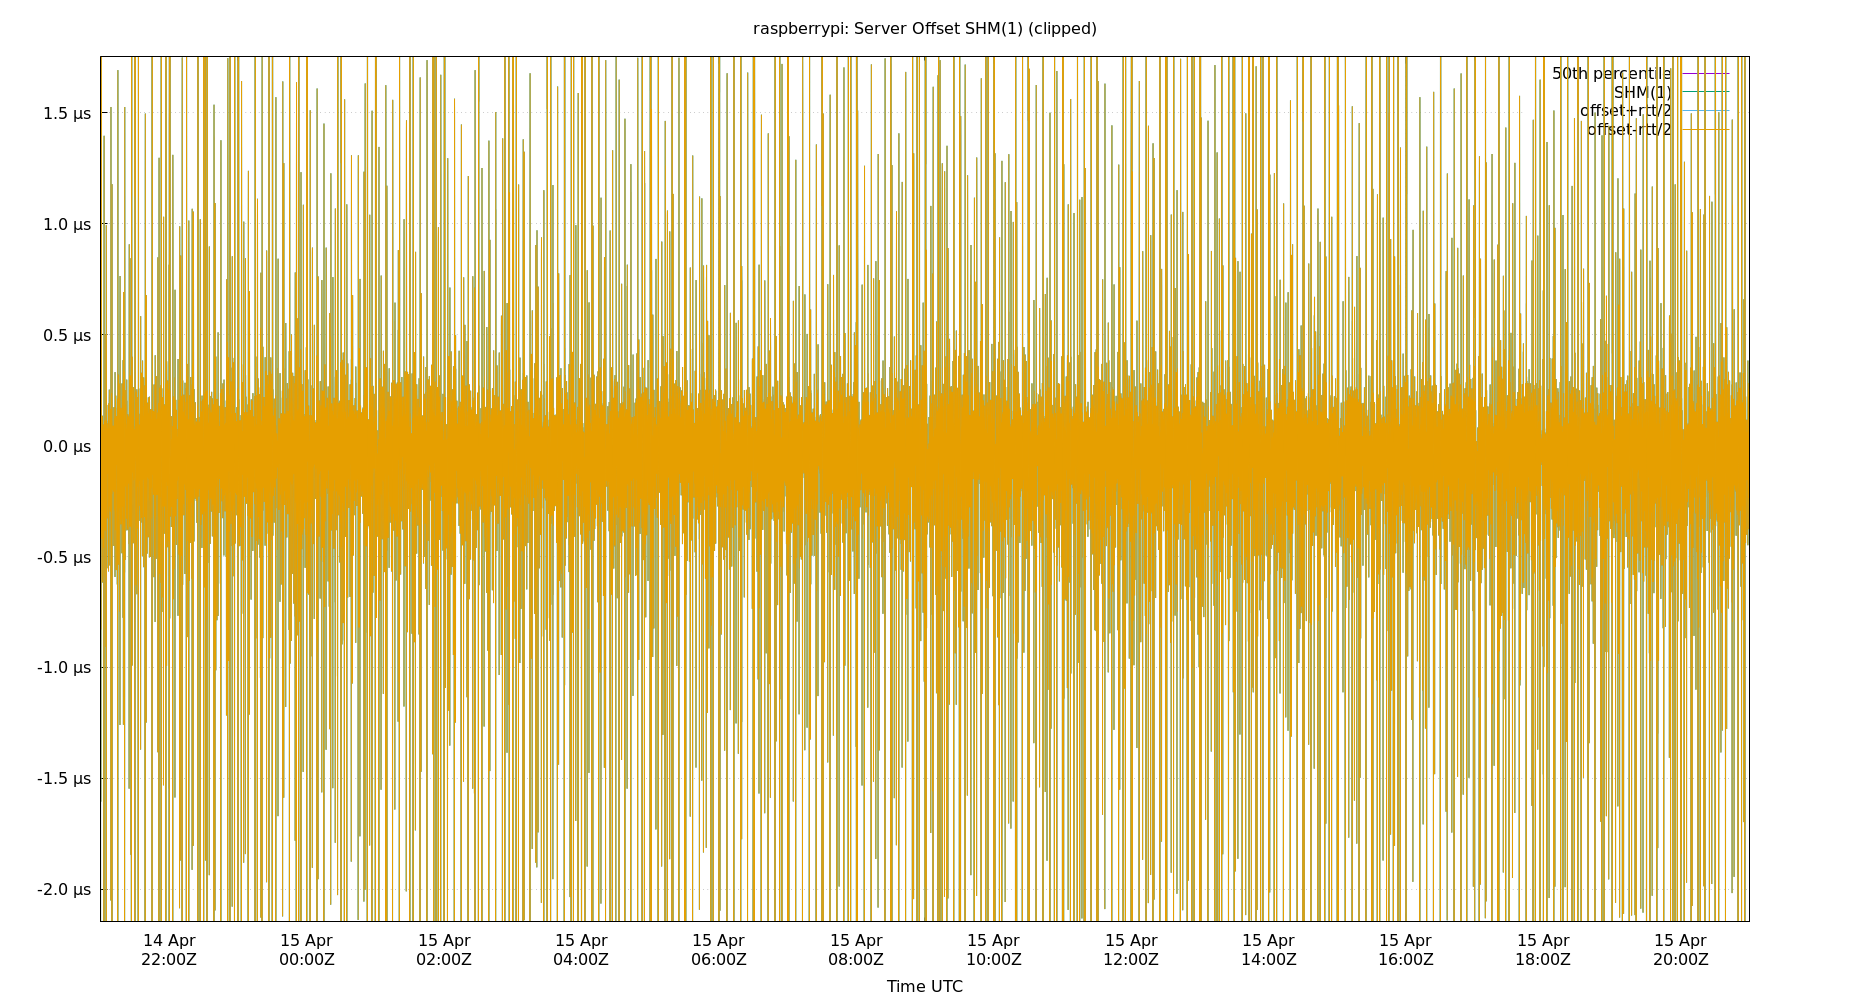 raspberrypi: Server Offset SHM(1) (clipped)
50th percentile
SHM(1)
offset+rtt/2
offset-rtt/2
1.5 µs
1.0 µs
0.5 µs
0.0 µs
-0.5 µs
-1.0 µs
-1.5 µs
-2.0 µs
14 Apr 15 Apr 15 Apr 15 Apr 15 Apr 15 Apr 15 Apr 15 Apr 15 Apr 15 Apr 15 Apr 15 Apr
22:00Z 00:00Z 02:00Z 04:00Z 06:00Z 08:00Z 10:00Z 12:00Z 14:00Z 16:00Z 18:00Z 20:00Z
Time UTC